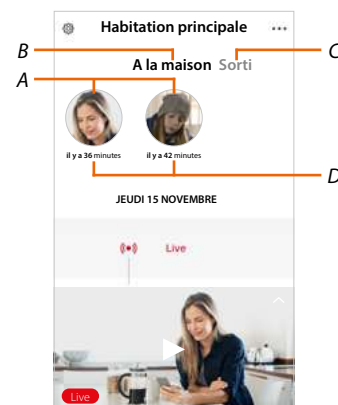 Habitation principale
B
C
A la maison Sorti
A
il y a 36 minutes il y a 42 minutes
D
JEUDI 15 NOVEMBRE
Live
Live